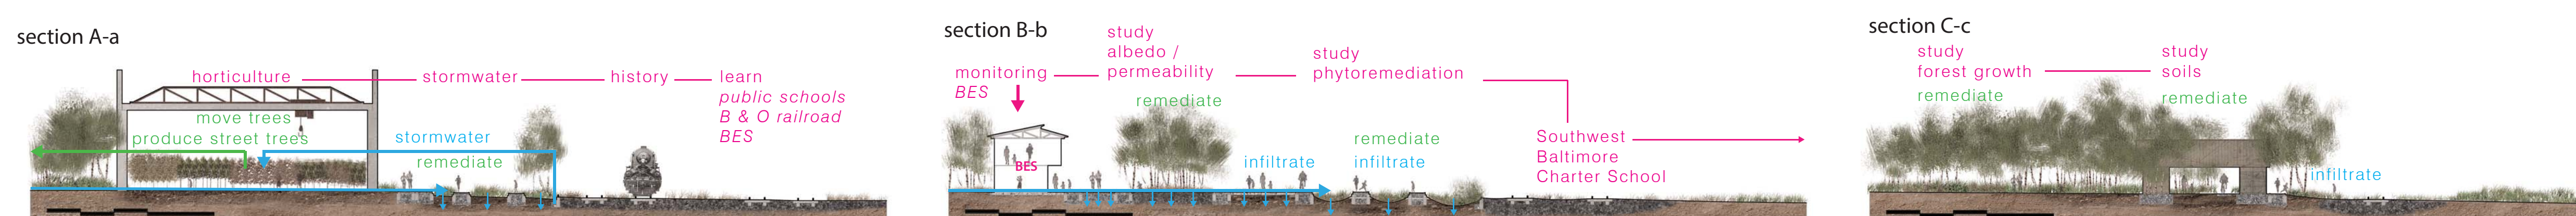 section A-a
horticulture
stormwater
history
learn
public schools
B & O railroad
BES
move trees
produce street trees
stormwater
remediate
section B-b
monitoring
BES
study
albedo /
permeability
study
phytoremediation
remediate
BES
infiltrate
remediate
infiltrate
Southwest
Baltimore
Charter School
section C-c
study
forest growth
remediate
study
soils
remediate
infiltrate